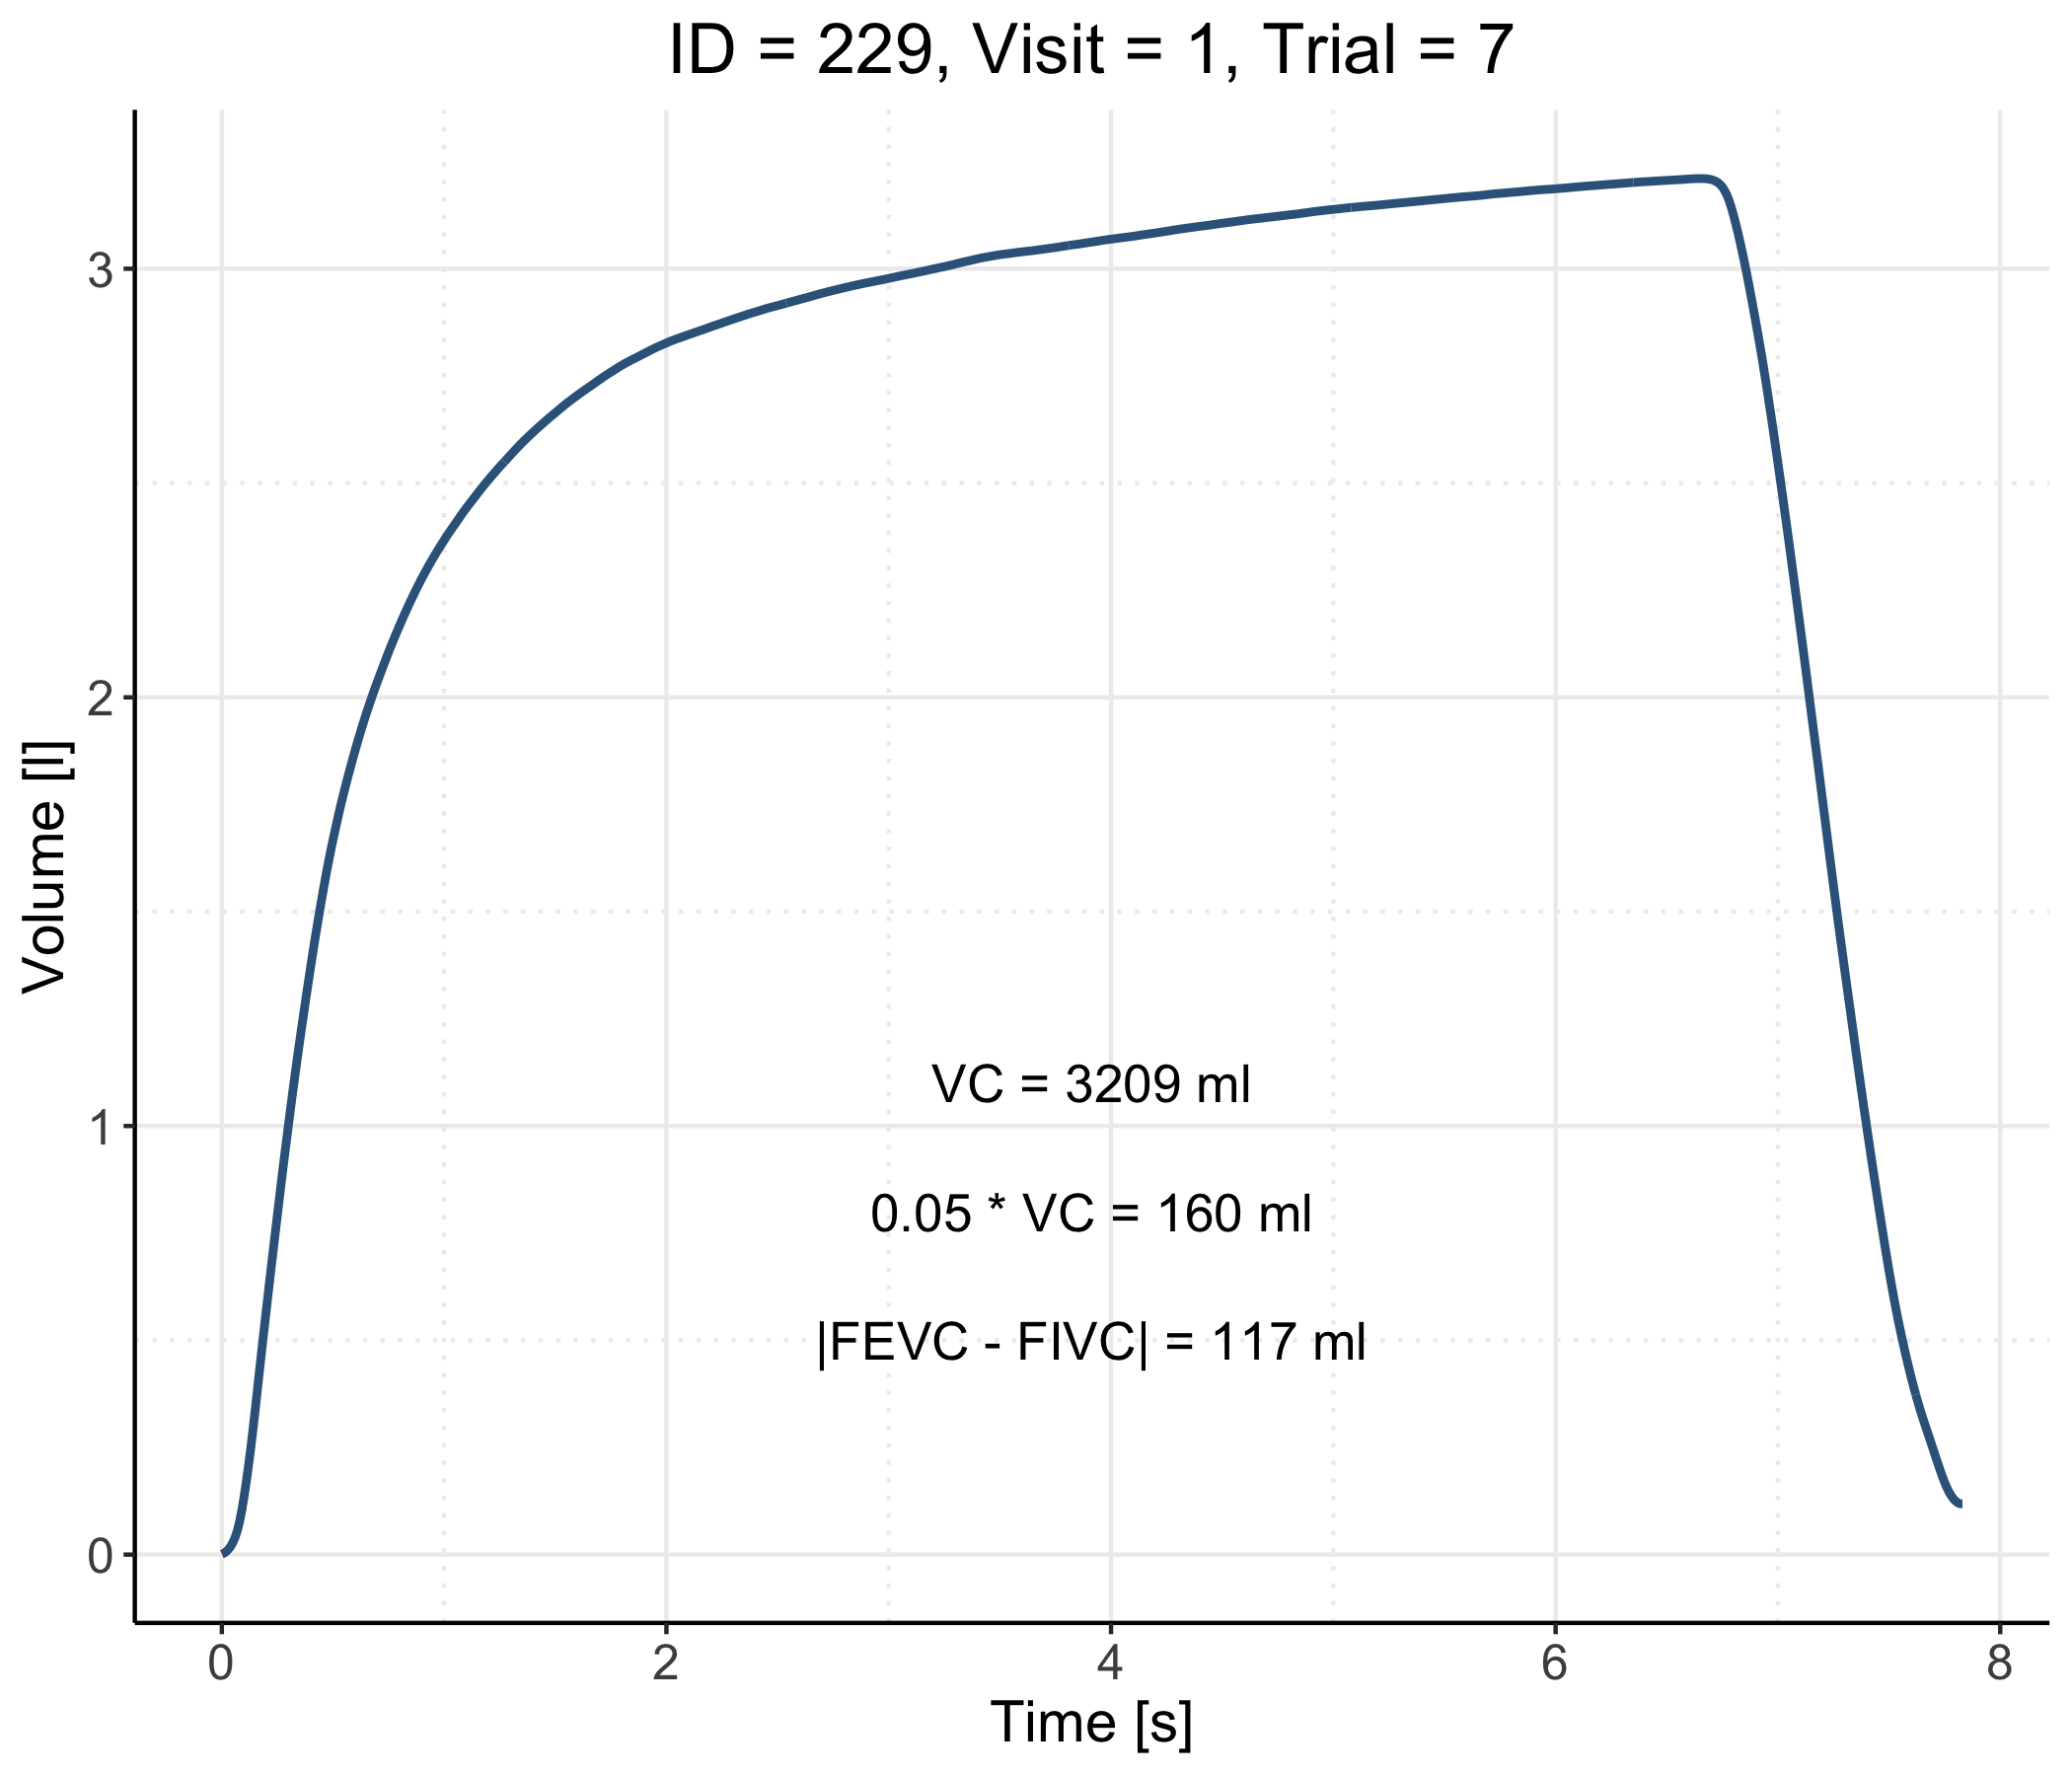 ID = 229, Visit = 1, Trial = 7
Volume [l]
3
2
1
0
VC = 3209 ml
0.05 * VC = 160 ml
|FEVC - FIVC| = 117 ml
0 2 4 6 8
Time [s]